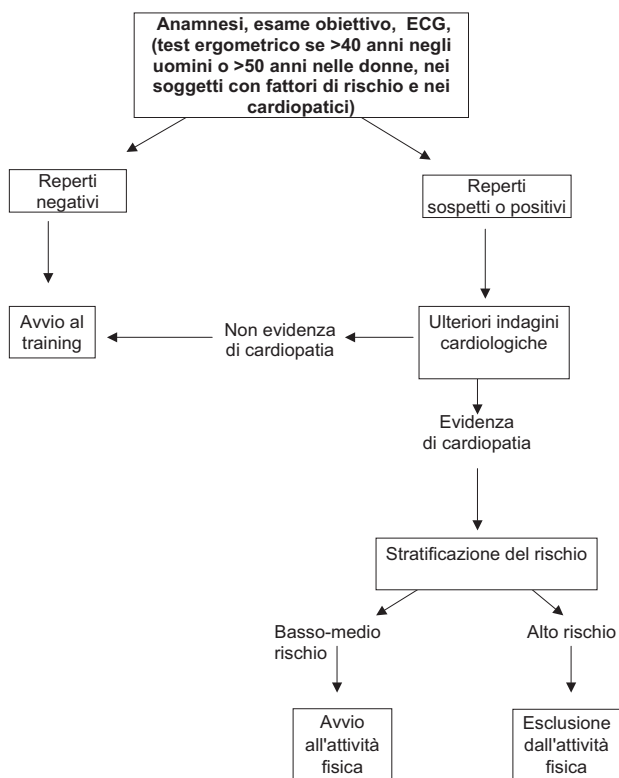 Anamnesi, esame obiettivo, ECG,
(test ergometrico se >40 anni negli
uomini o >50 anni nelle donne, nei
soggetti con fattori di rischio e nei
cardiopatici)
Reperti
negativi
Reperti
sospetti o positivi
Avvio al
training
Non evidenza
di cardiopatia
Ulteriori indagini
cardiologiche
Evidenza
di cardiopatia
Stratificazione del rischio
Basso-medio
rischio
Alto rischio
Avvio
all'attività
fisica
Esclusione
dall'attività
fisica